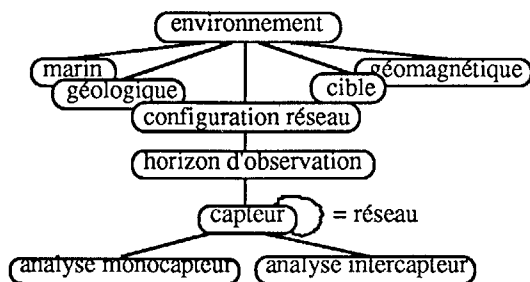 environnement
marin
géomagnétique
géologique
cible
configuration réseau
horizon d'observation
capteur = réseau
analyse monocapteur
analyse intercapteur